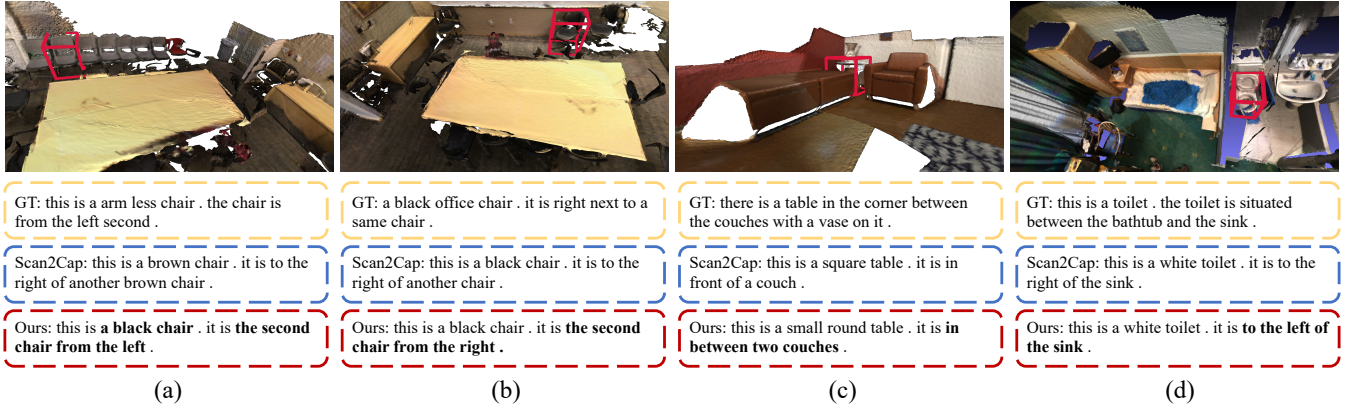 GT: this is a arm less chair . the chair is
from the left second .
Scan2Cap: this is a brown chair . it is to the
right of another brown chair .
Ours: this is a black chair . it is the second
chair from the left .
(a)
GT: a black office chair . it is right next to a
same chair .
Scan2Cap: this is a black chair . it is to the
right of another chair .
Ours: this is a black chair . it is the second
chair from the right .
(b)
GT: there is a table in the corner between
the couches with a vase on it .
Scan2Cap: this is a square table . it is in
front of a couch .
Ours: this is a small round table . it is in
between two couches .
(c)
GT: this is a toilet . the toilet is situated
between the bathtub and the sink .
Scan2Cap: this is a white toilet . it is to the
right of the sink .
Ours: this is a white toilet . it is to the left of
the sink .
(d)